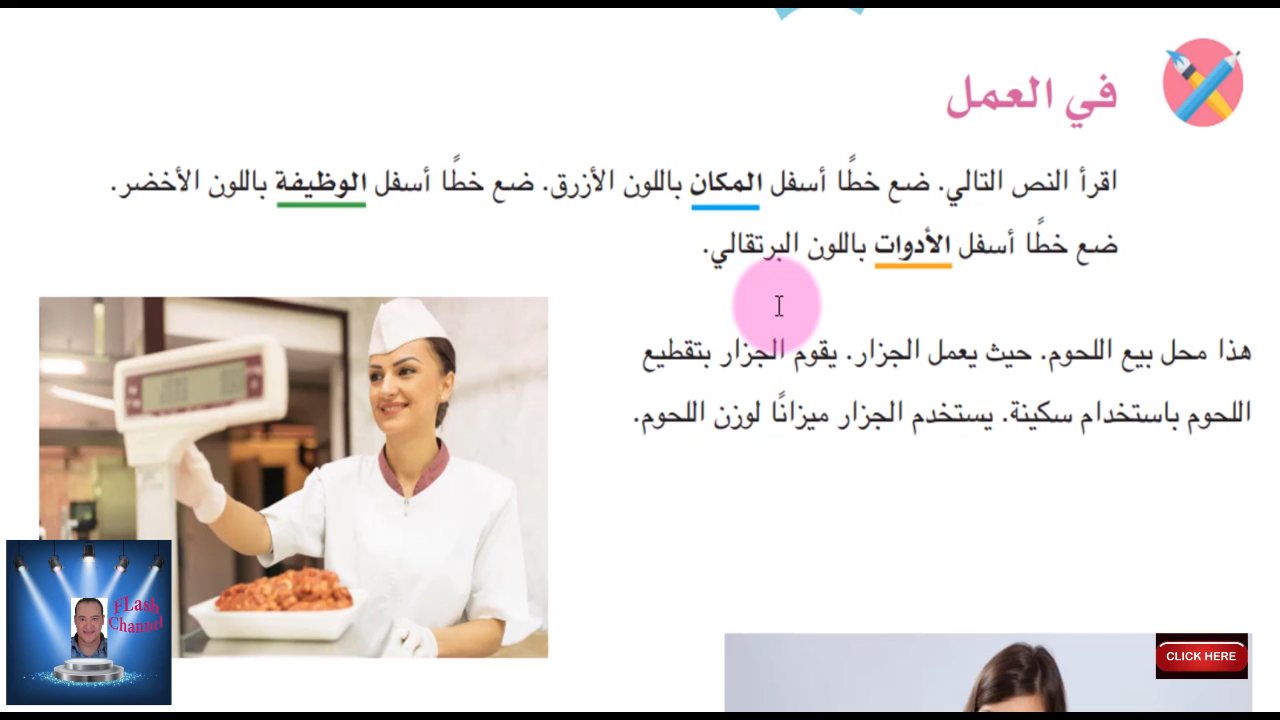 في العمل
اقرأ النص التالي. ضع خطًّا أسفل المكان باللون الأزرق. ضع خطًّا أسفل الوظيفة باللون الأخضر.
ضع خطًّا أسفل الأدوات باللون البرتقالي.
هذا محل بيع اللحوم. حيث يعمل الجزار. يقوم الجزار بتقطيع
اللحوم باستخدام سكينة. يستخدم الجزار ميزانًا لوزن اللحوم.
FLash
Channel
CLICK HERE